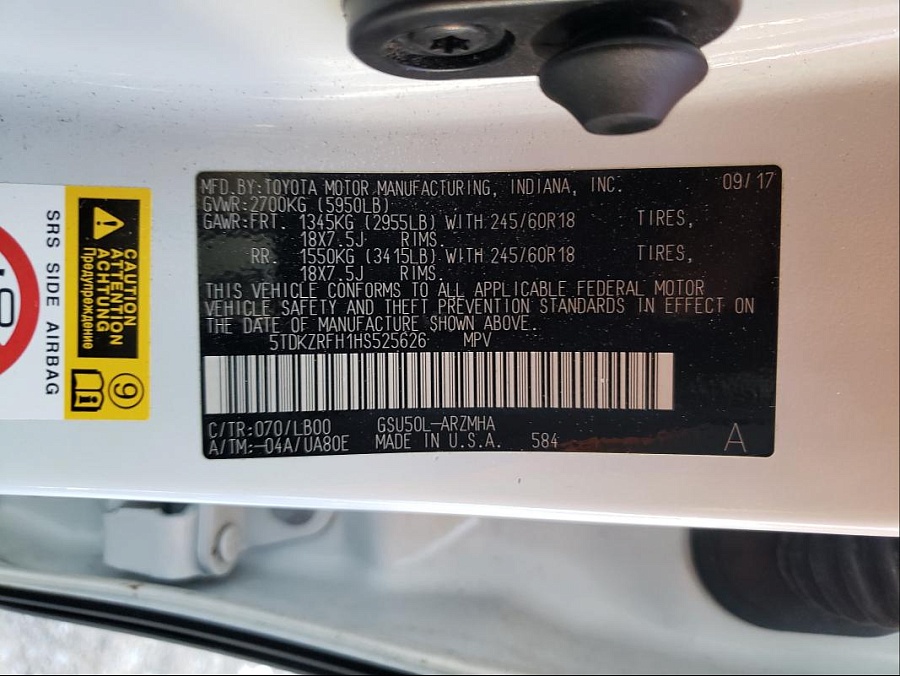 MFD.BY:TOYOTA MOTOR MANUFACTURING, INDIANA, INC. 09/17
GVWR:2700KG (5950LB)
GAWR:FRT. 1345KG (2955LB) WITH 245/60R18 TIRES,
18X7.5J RIMS.
RR. 1550KG (3415LB) WITH 245/60R18 TIRES,
18X7.5J RIMS.
THIS VEHICLE CONFORMS TO ALL APPLICABLE FEDERAL MOTOR
VEHICLE SAFETY AND THEFT PREVENTION STANDARDS IN EFFECT ON
THE DATE OF MANUFACTURE SHOWN ABOVE.
5TDKZRFH1HS525626 MPV
C/TR:070/LB00 GSU50L-ARZMHA
A/TM:-04A/UA80E MADE IN U.S.A. 584 A
CAUTION
ATTENTION
ACHTUNG
Предупреждение
9
SRS SIDE AIRBAG